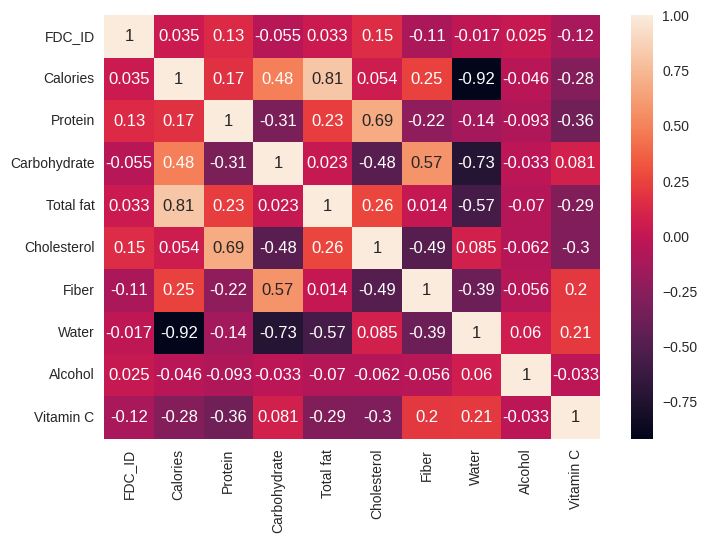 FDC_ID 1 0.035 0.13 -0.055 0.033 0.15 -0.11 -0.017 0.025 -0.12
Calories 0.035 1 0.17 0.48 0.81 0.054 0.25 -0.92 -0.046 -0.28
Protein 0.13 0.17 1 -0.31 0.23 0.69 -0.22 -0.14 -0.093 -0.36
Carbohydrate -0.055 0.48 -0.31 1 0.023 -0.48 0.57 -0.73 -0.033 0.081
Total fat 0.033 0.81 0.23 0.023 1 0.26 0.014 -0.57 -0.07 -0.29
Cholesterol 0.15 0.054 0.69 -0.48 0.26 1 -0.49 0.085 -0.062 -0.3
Fiber -0.11 0.25 -0.22 0.57 0.014 -0.49 1 -0.39 -0.056 0.2
Water -0.017 -0.92 -0.14 -0.73 -0.57 0.085 -0.39 1 0.06 0.21
Alcohol 0.025 -0.046 -0.093 -0.033 -0.07 -0.062 -0.056 0.06 1 -0.033
Vitamin C -0.12 -0.28 -0.36 0.081 -0.29 -0.3 0.2 0.21 -0.033 1
FDC_ID Calories Protein Carbohydrate Total fat Cholesterol Fiber Water Alcohol Vitamin C
1.00
0.75
0.50
0.25
0.00
-0.25
-0.50
-0.75